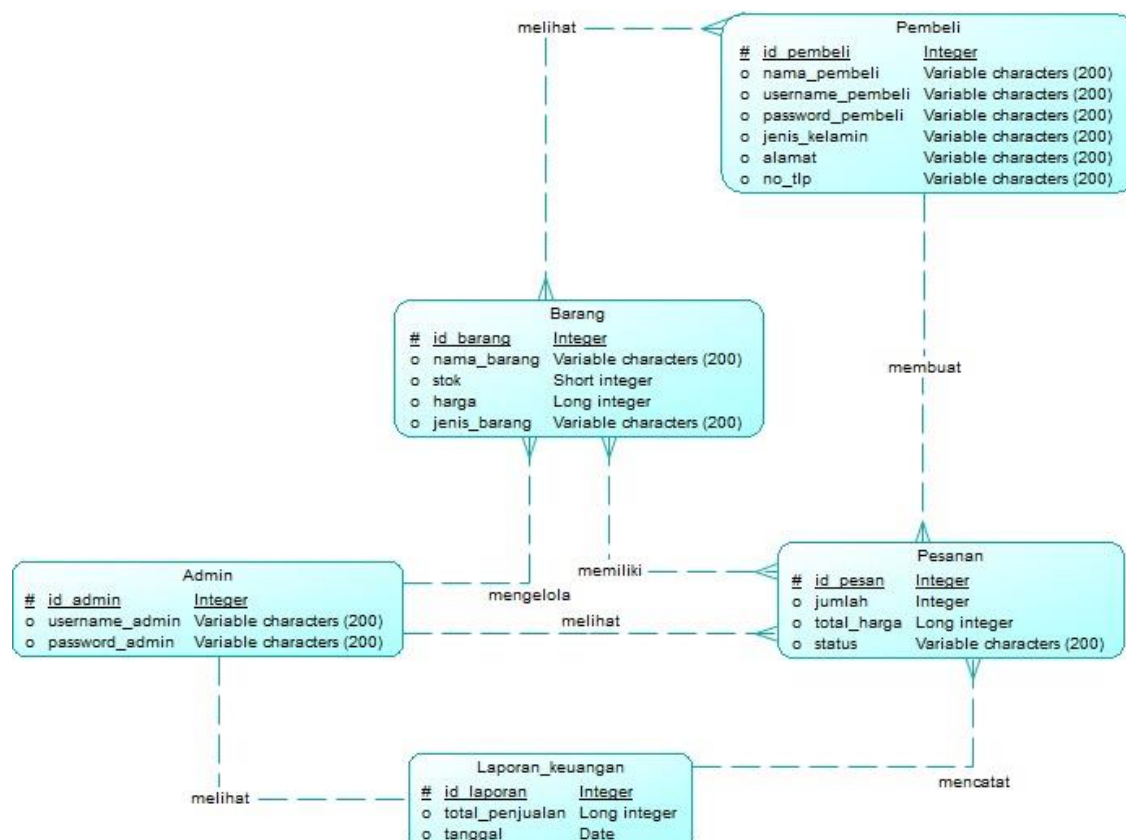 melihat
Pembeli
# id_pembeli Integer
o nama_pembeli Variable characters (200)
o username_pembeli Variable characters (200)
o password_pembeli Variable characters (200)
o jenis_kelamin Variable characters (200)
o alamat Variable characters (200)
o no_tlp Variable characters (200)
Barang
# id_barang Integer
o nama_barang Variable characters (200)
o stok Short integer
o harga Long integer
o jenis_barang Variable characters (200)
membuat
Admin
# id_admin Integer
o username_admin Variable characters (200)
o password_admin Variable characters (200)
mengelola
memiliki
melihat
Pesanan
# id_pesan Integer
o jumlah Integer
o total_harga Long integer
o status Variable characters (200)
melihat
Laporan_keuangan
# id_laporan Integer
o total_penjualan Long integer
o tanggal Date
mencatat